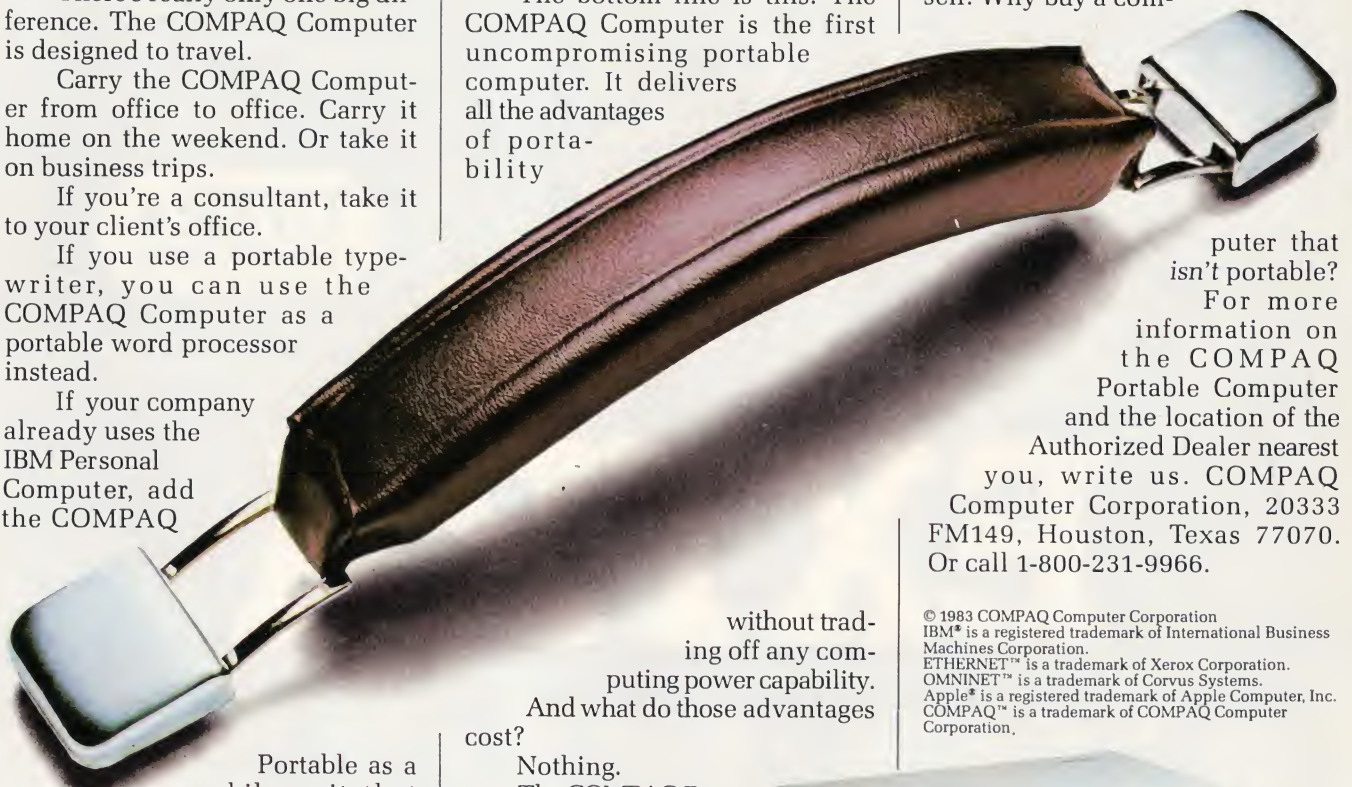 ference. The COMPAQ Computer
is designed to travel.
Carry the COMPAQ Comput-
er from office to office. Carry it
home on the weekend. Or take it
on business trips.
If you're a consultant, take it
to your client's office.
If you use a portable type-
writer, you can use the
COMPAQ Computer as a
portable word processor
instead.
If your company
already uses the
IBM Personal
Computer, add
the COMPAQ
Portable as a
The bottom line is this. The
COMPAQ Computer is the first
uncompromising portable
computer. It delivers
all the advantages
of porta-
bility
without trad-
ing off any com-
puting power capability.
And what do those advantages
cost?
Nothing.
self. Why buy a com-
puter that
isn't portable?
For more
information on
the COMPAQ
Portable Computer
and the location of the
Authorized Dealer nearest
you, write us. COMPAQ
Computer Corporation, 20333
FM149, Houston, Texas 77070.
Or call 1-800-231-9966.
© 1983 COMPAQ Computer Corporation
IBM® is a registered trademark of International Business
Machines Corporation.
ETHERNET™ is a trademark of Xerox Corporation.
OMNINET™ is a trademark of Corvus Systems.
Apple® is a registered trademark of Apple Computer, Inc.
COMPAQ™ is a trademark of COMPAQ Computer
Corporation.